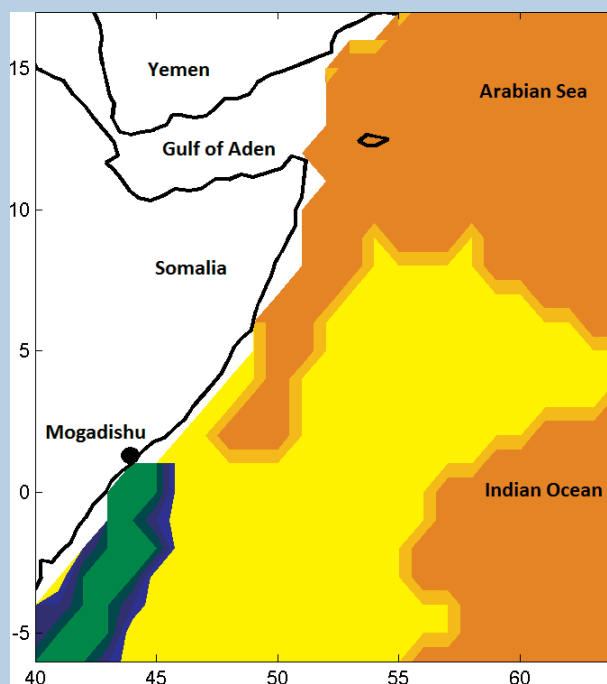 15
Yemen
Arabian Sea
Gulf of Aden
10
Somalia
5
Mogadishu
0
Indian Ocean
-5
40 45 50 55 60